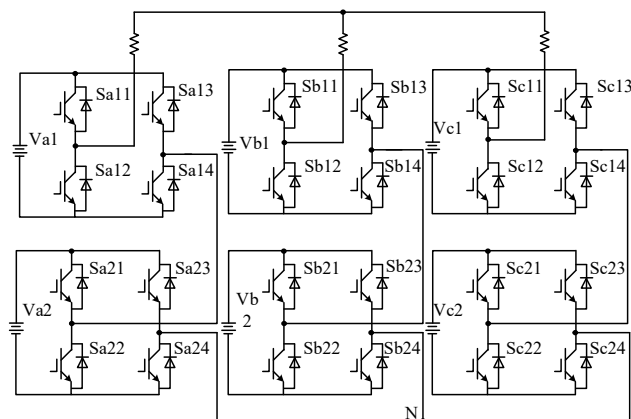 Sa11
Sa13
Va1
Sa12
Sa14
Sb11
Sb13
Vb1
Sb12
Sb14
Sc11
Sc13
Vc1
Sc12
Sc14
Sa21
Sa23
Va2
Sa22
Sa24
Sb21
Sb23
Vb
2
Sb22
Sb24
Sc21
Sc23
Vc2
Sc22
Sc24
N